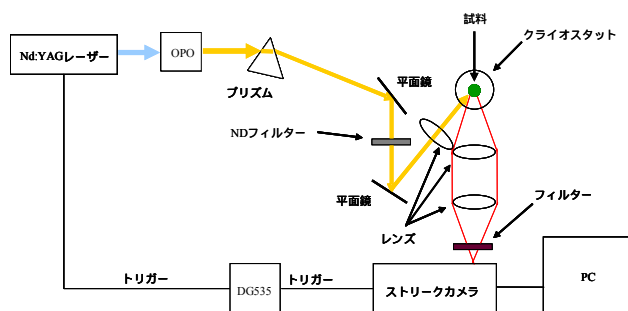 試料
クライオスタット
Nd:YAGレーザー
OPO
プリズム
平面鏡
NDフィルター
平面鏡
レンズ
フィルター
トリガー
DG535
トリガー
ストリークカメラ
PC